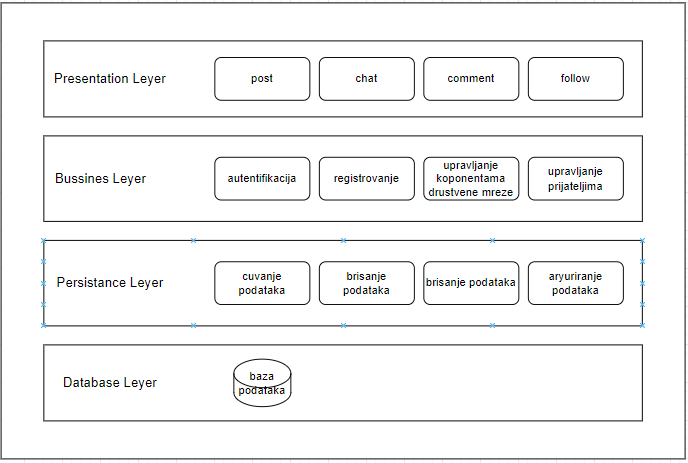 Presentation Leyer
post
chat
comment
follow
Bussines Leyer
autentifikacija
registrovanje
upravljanje
koponentama
drustvene mreze
upravljanje
prijateljima
Persistance Leyer
cuvanje
podataka
brisanje
podataka
brisanje podataka
aryuriranje
podataka
Database Leyer
baza
podataka